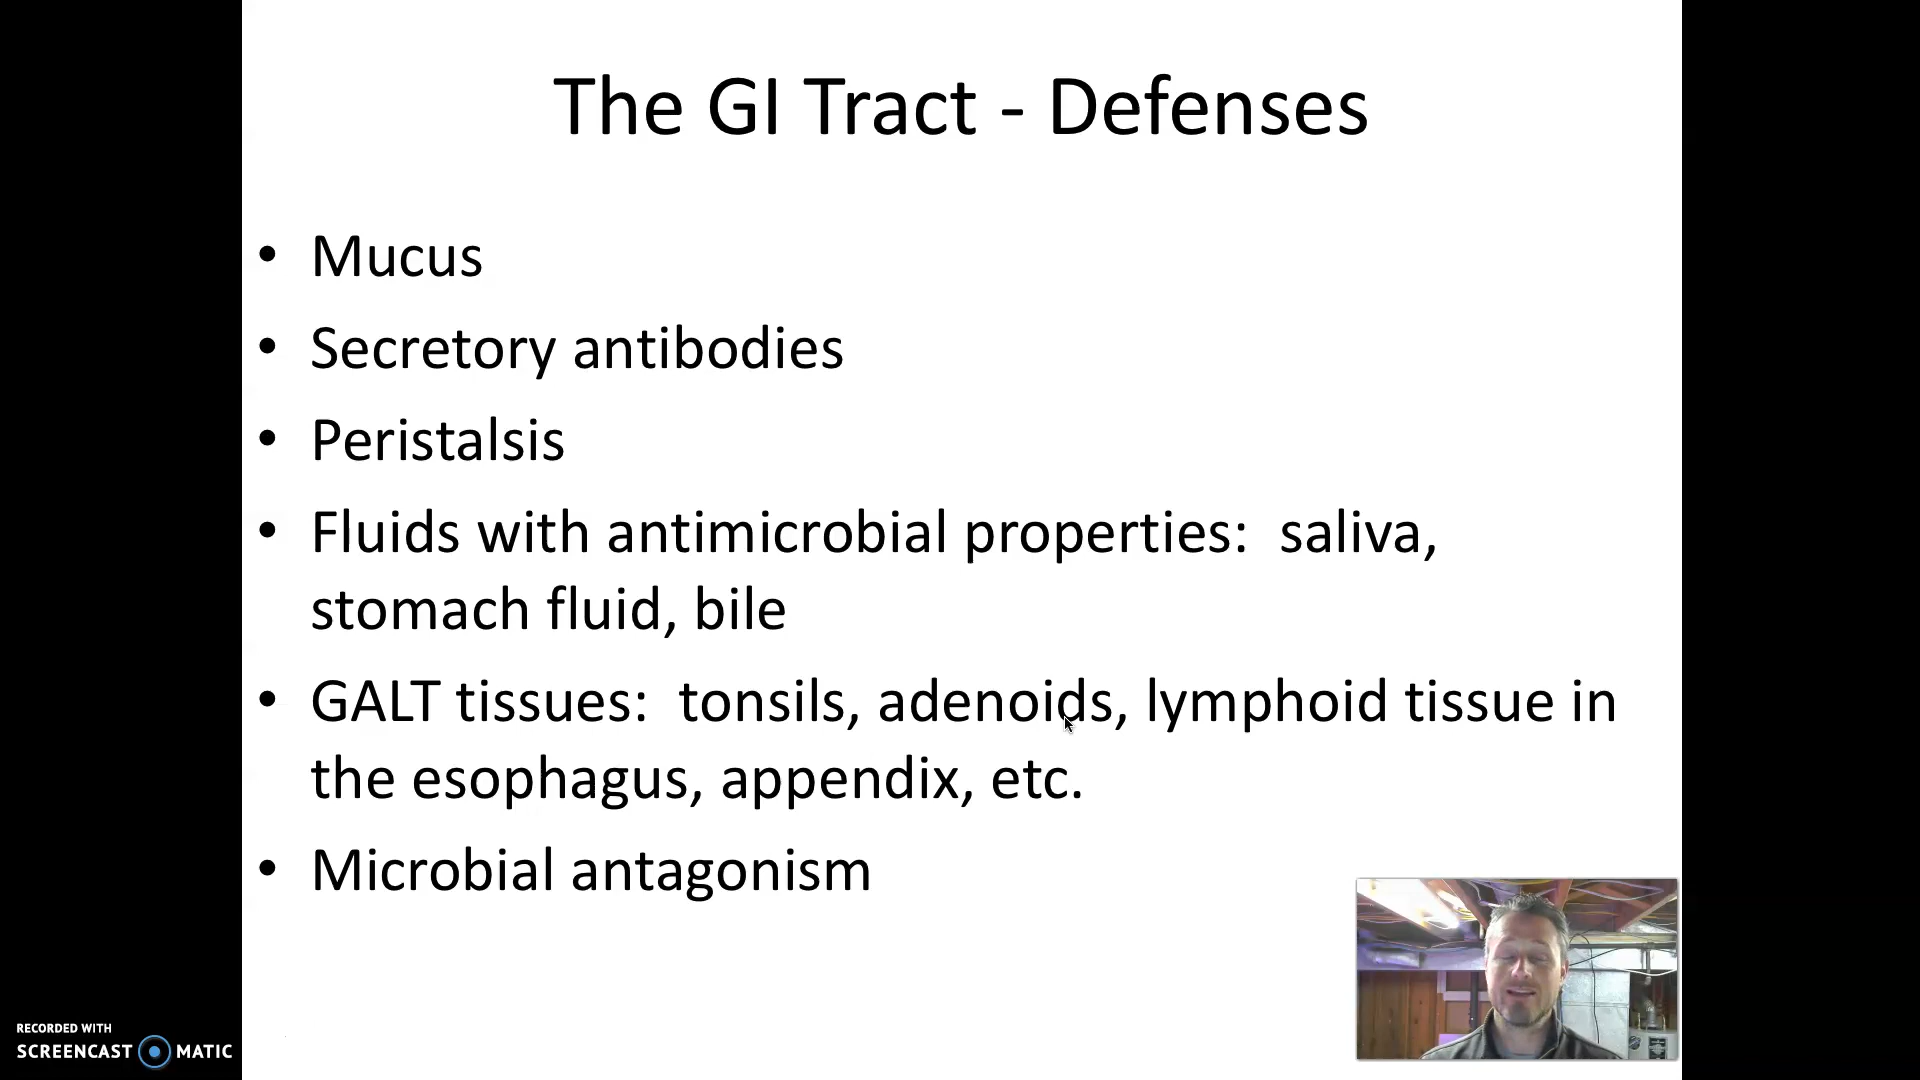 The GI Tract - Defenses
• Mucus
• Secretory antibodies
• Peristalsis
• Fluids with antimicrobial properties:  saliva,
stomach fluid, bile
• GALT tissues:  tonsils, adenoids, lymphoid tissue in
the esophagus, appendix, etc.
• Microbial antagonism
RECORDED WITH
SCREENCAST MATIC